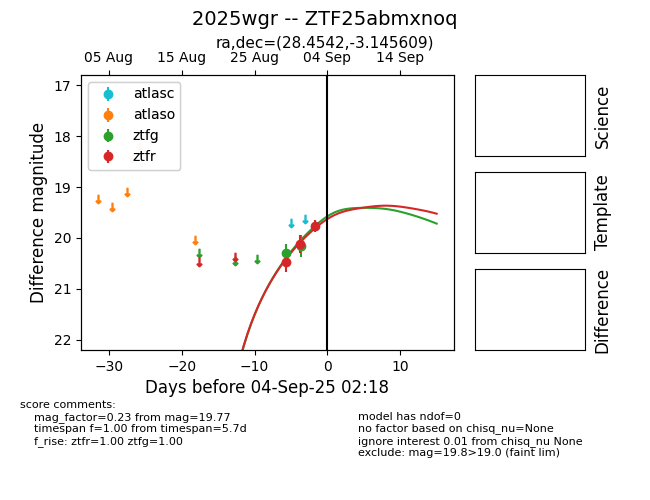 2025wgr -- ZTF25abmxnoq
ra,dec=(28.4542,-3.145609)
05 Aug 15 Aug 25 Aug 04 Sep 14 Sep
17
18
19
20
21
22
Difference magnitude
atlasc
atlaso
ztfg
ztfr
−30 −20 −10 0 10
Days before 04-Sep-25 02:18
Science
Template
Difference
score comments:
mag_factor=0.23 from mag=19.77
timespan f=1.00 from timespan=5.7d
f_rise: ztfr=1.00 ztfg=1.00
model has ndof=0
no factor based on chisq_nu=None
ignore interest 0.01 from chisq_nu None
exclude: mag=19.8>19.0 (faint lim)